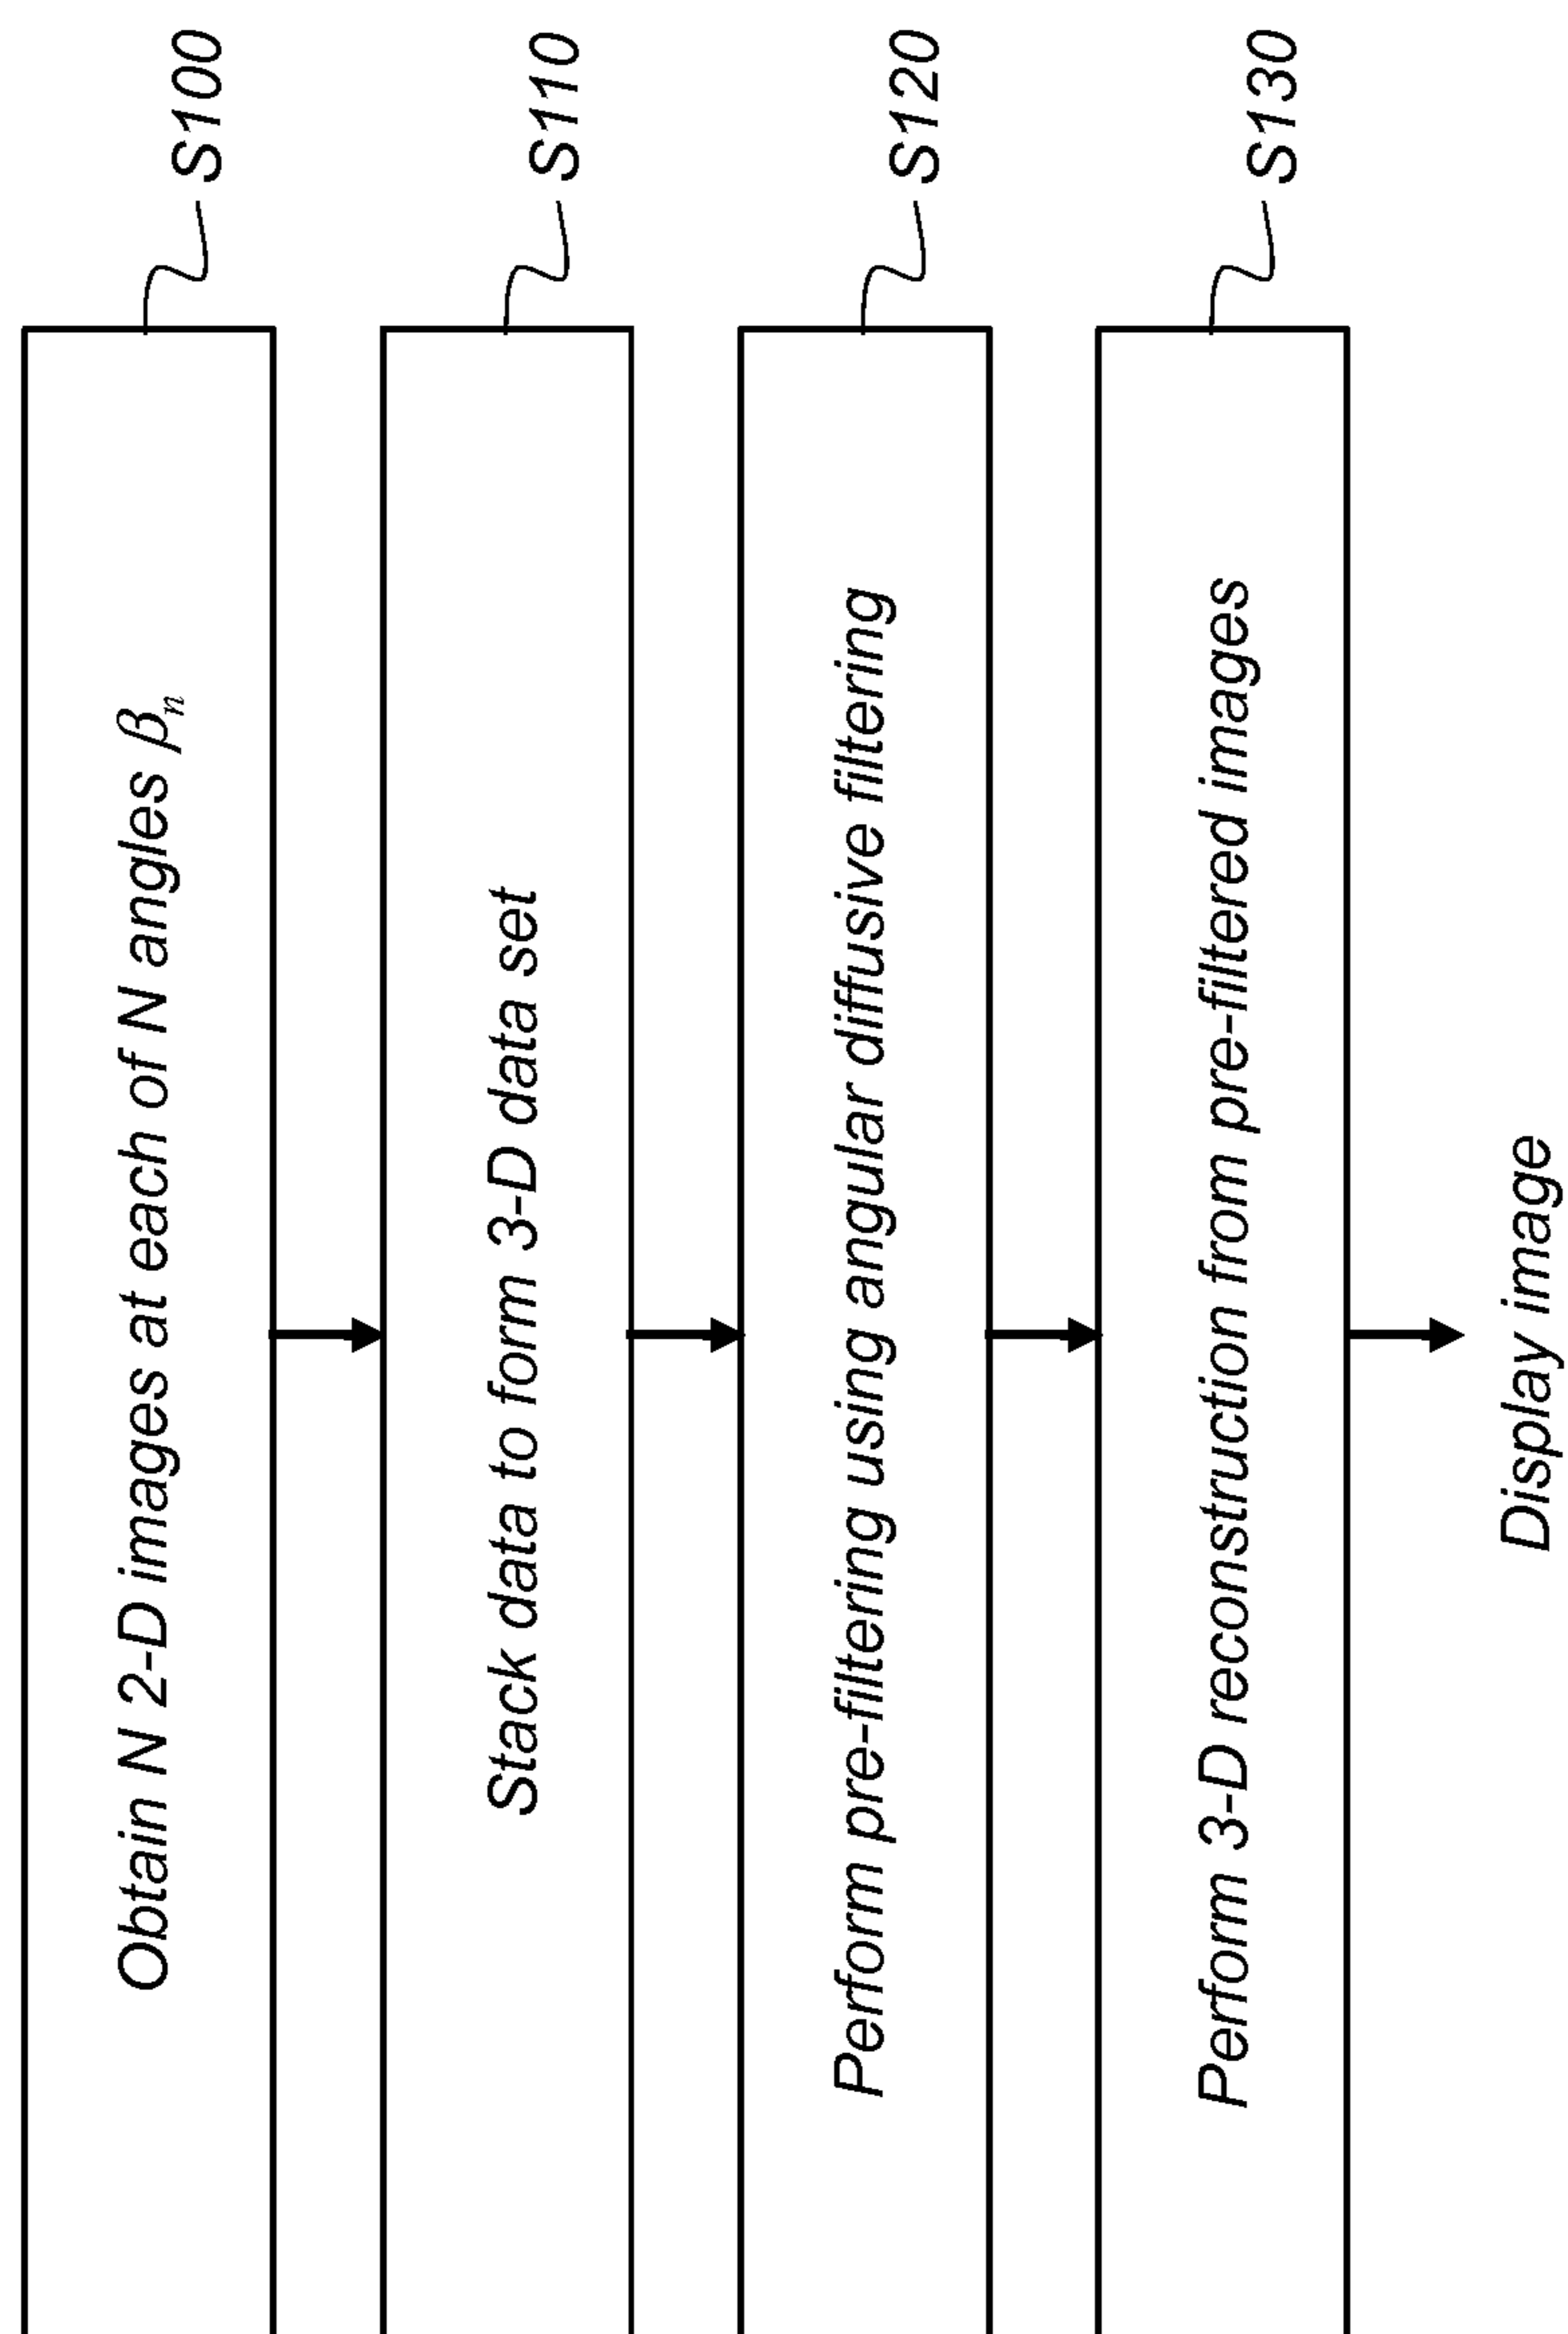 Obtain N 2-D images at each of N angles βn
S100
Stack data to form 3-D data set
S110
Perform pre-filtering using angular diffusive filtering
S120
Perform 3-D reconstruction from pre-filtered images
S130
Display image